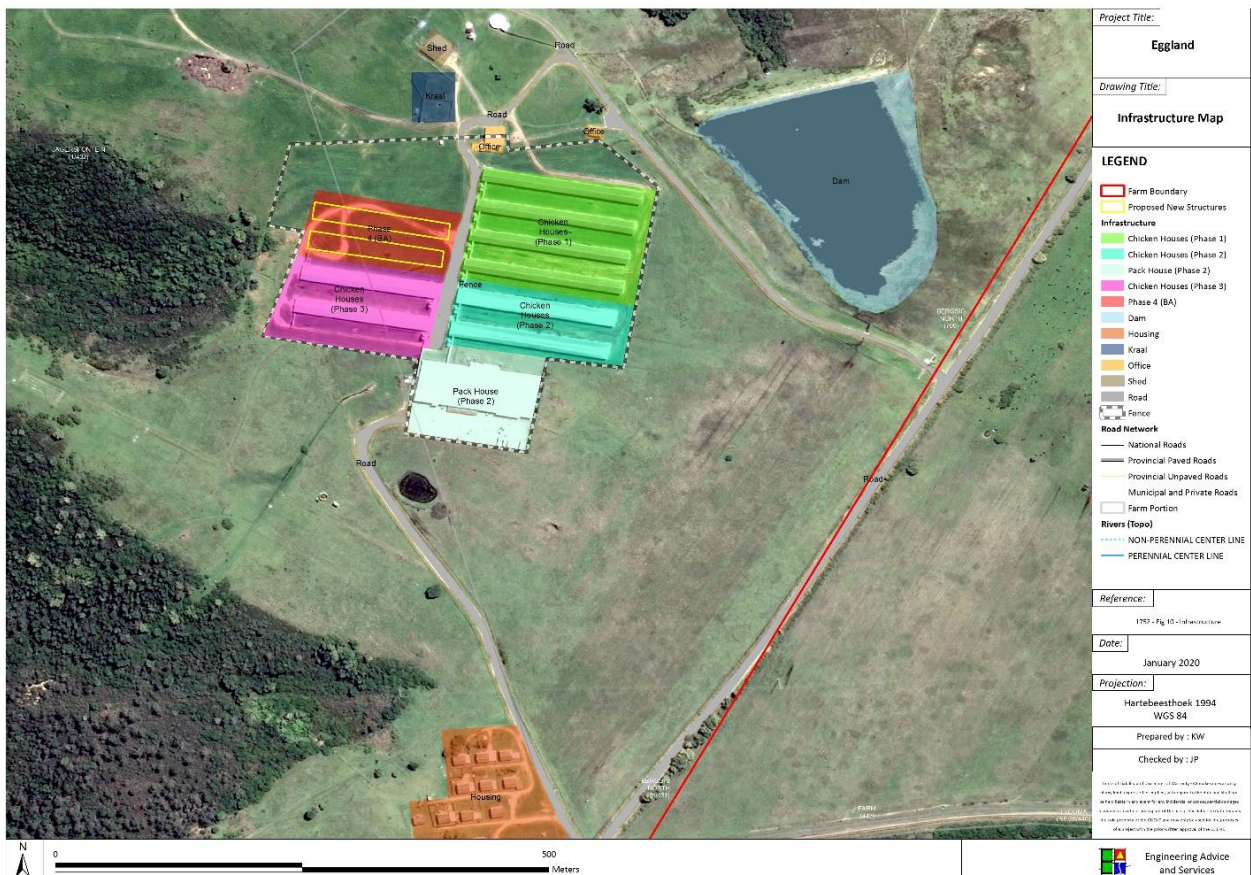 Project Title:
Eggland
Drawing Title:
Infrastructure Map
LEGEND
Farm Boundary
Proposed New Structures
Infrastructure
Chicken Houses (Phase 1)
Chicken Houses (Phase 2)
Pack House (Phase 2)
Chicken Houses (Phase 3)
Phase 4 (BA)
Dam
Housing
Kraal
Office
Shed
Road
Fence
Road Network
National Roads
Provincial Paved Roads
Provincial Unpaved Roads
Municipal and Private Roads
Farm Portion
Rivers (Topo)
NON-PERENNIAL CENTER LINE
PERENNIAL CENTER LINE
Reference:
1752 - Fig 10 - Infrastructure
Date:
January 2020
Projection:
Hartebeesthoek 1994
WGS 84
Prepared by : KW
Checked by : JP
Engineering Advice
and Services
Shed
Road
Kraal
Road
Office
Office
Dam
Phase
4 (BA)
Chicken
Houses
(Phase 1)
Fence
Chicken
Houses
(Phase 3)
Chicken
Houses
(Phase 2)
Pack House
(Phase 2)
Road
Road
Housing
FARM
N
0
500
Meters